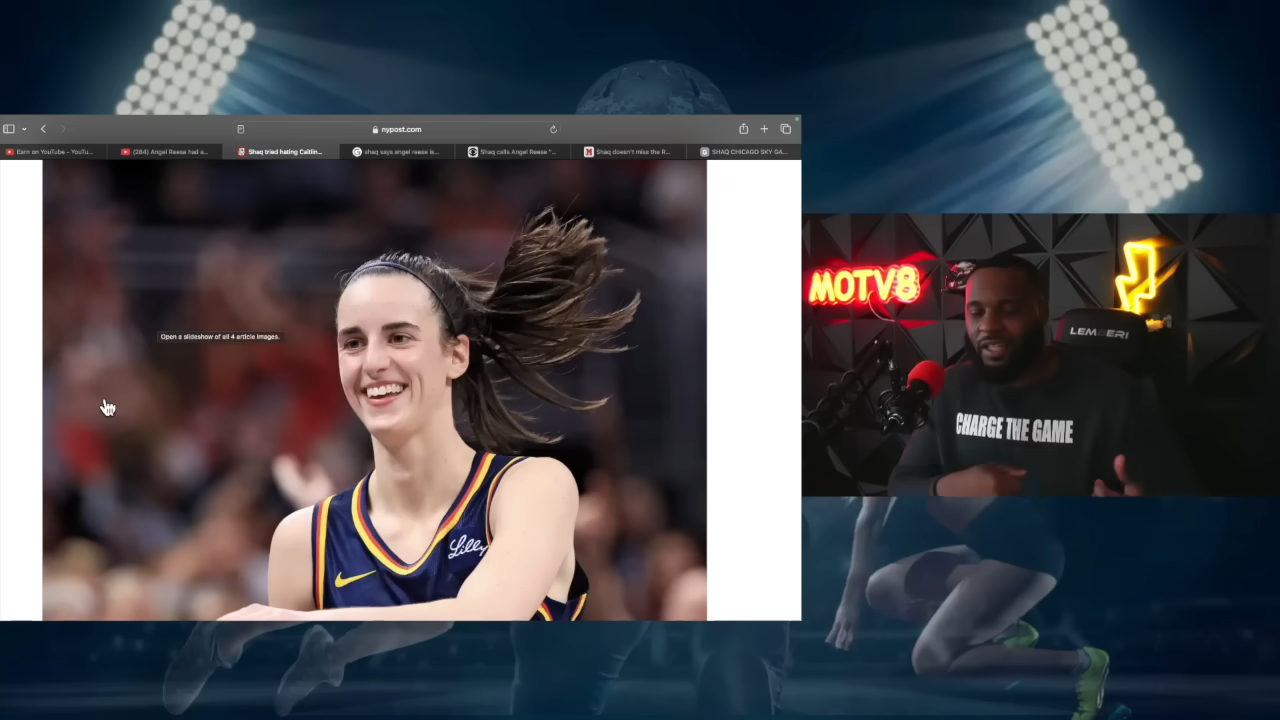 nypost.com
Earn on YouTube - YouTu...
(284) Angel Reese had a...
Shaq tried hating Caitlin...
shaq says angel reese is...
Shaq calls Angel Reese "...
Shaq doesn't miss the R...
SHAQ CHICAGO SKY GA...
Open a slideshow of all 4 article images.
Lilly
MOTV8
LEMBERI
CHARGE THE GAME